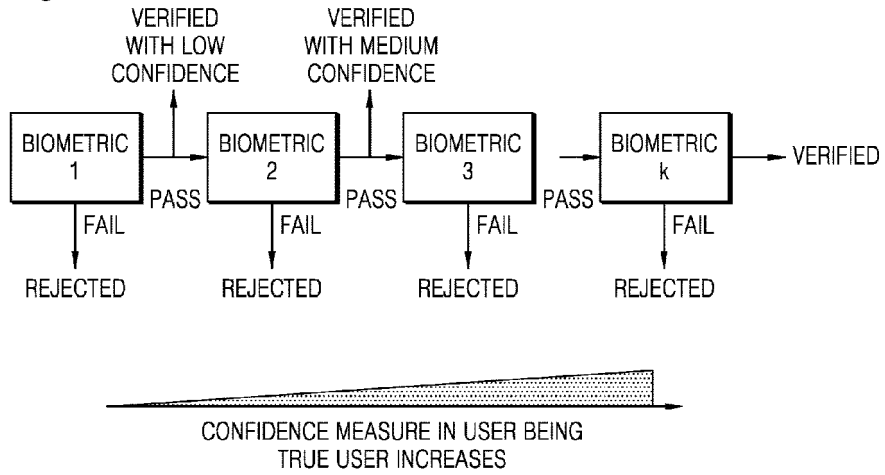 VERIFIED
WITH LOW
CONFIDENCE
VERIFIED
WITH MEDIUM
CONFIDENCE
BIOMETRIC
1
BIOMETRIC
2
BIOMETRIC
3
BIOMETRIC
k
VERIFIED
PASS
PASS
PASS
FAIL
FAIL
FAIL
FAIL
REJECTED
REJECTED
REJECTED
REJECTED
CONFIDENCE MEASURE IN USER BEING
TRUE USER INCREASES